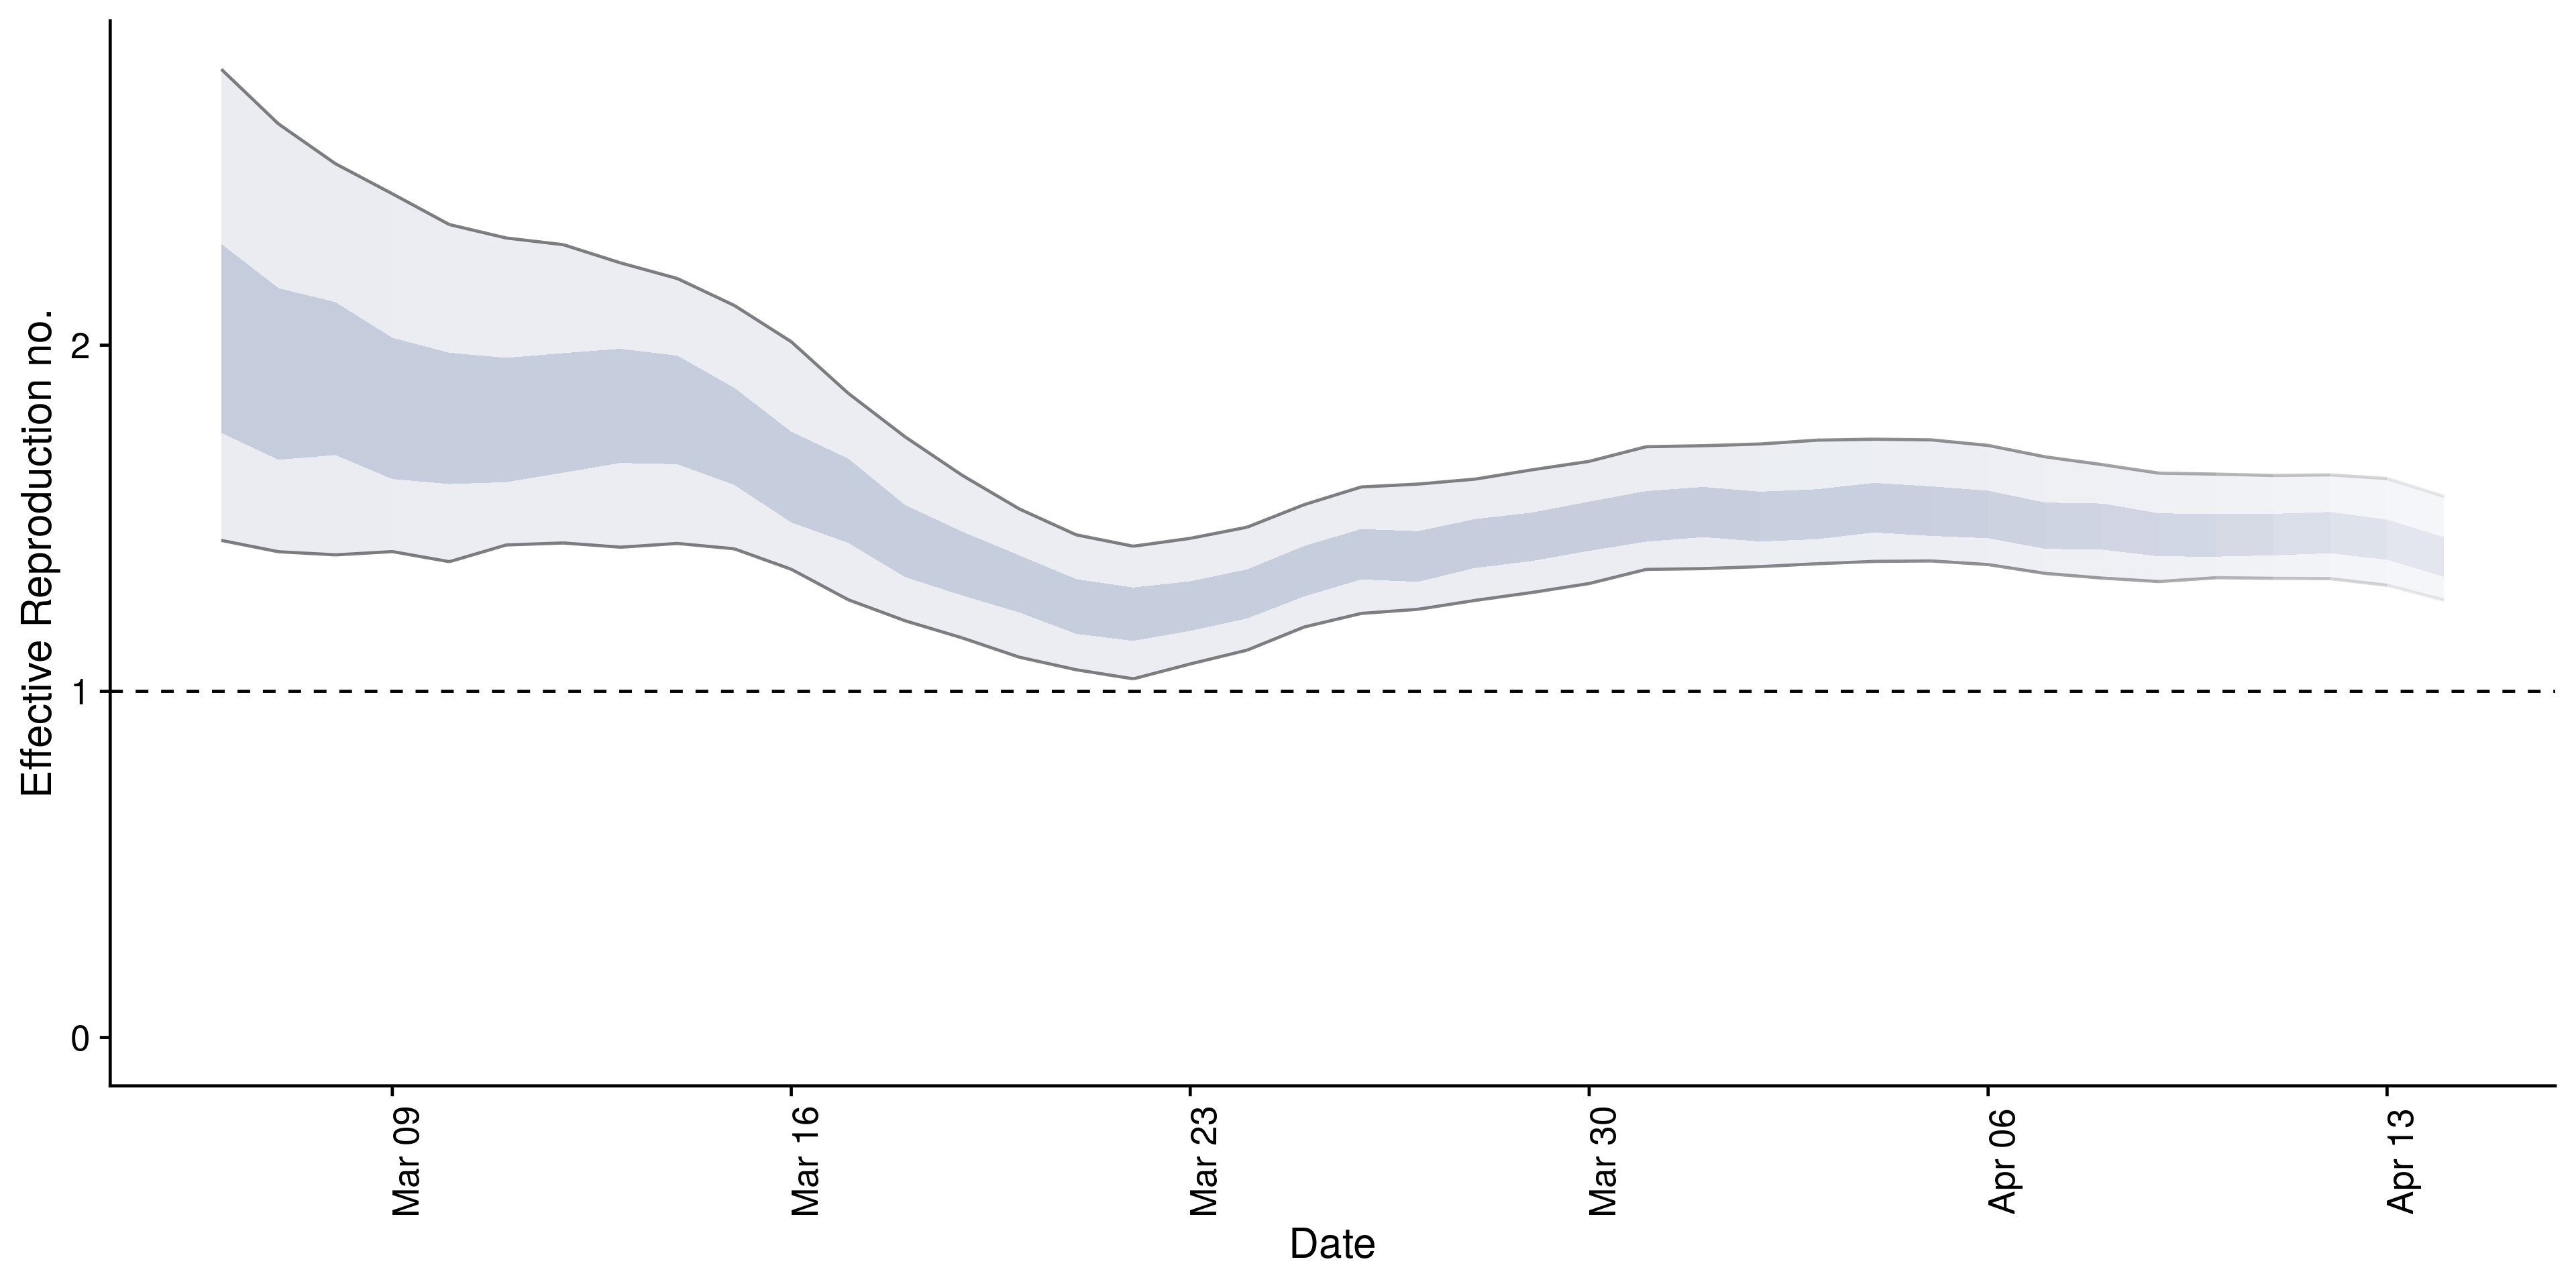 Effective Reproduction no.
2
1
0
Mar 09
Mar 16
Mar 23
Mar 30
Apr 06
Apr 13
Date